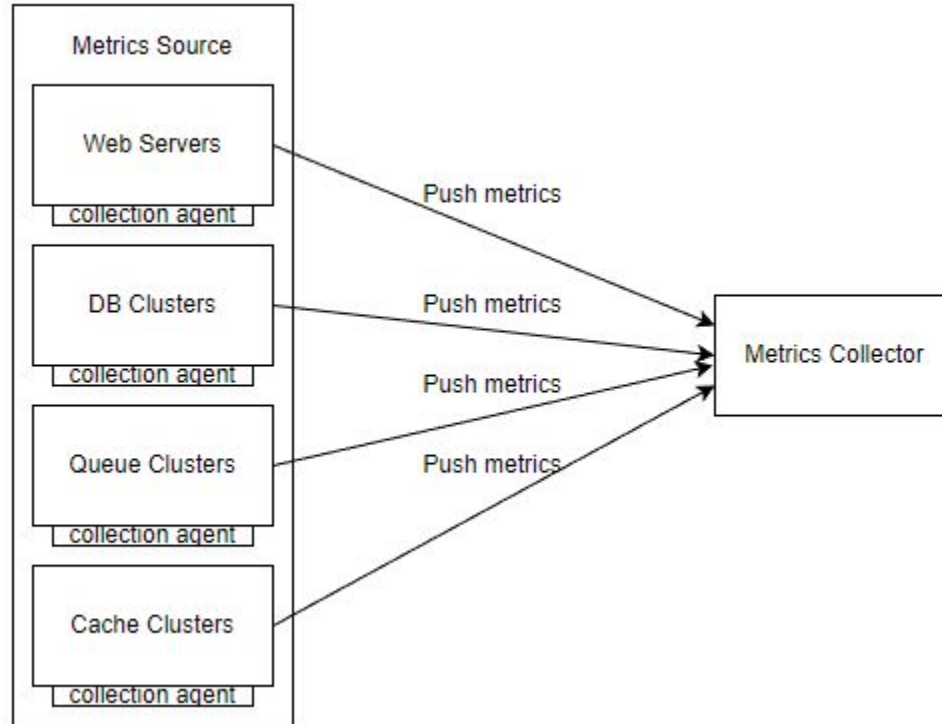 Metrics Source
Web Servers
collection agent
Push metrics
DB Clusters
collection agent
Push metrics
Metrics Collector
Queue Clusters
collection agent
Push metrics
Push metrics
Cache Clusters
collection agent